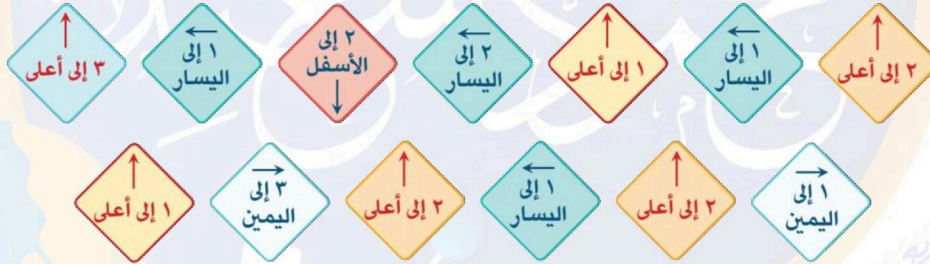 ٢ إلى أعلى
١ إلى
اليسار
١ إلى أعلى
٢ إلى
اليسار
٢ إلى
الأسفل
١ إلى
اليسار
٣ إلى أعلى
١ إلى
اليمين
٢ إلى أعلى
١ إلى
اليسار
٢ إلى أعلى
٣ إلى
اليمين
١ إلى أعلى